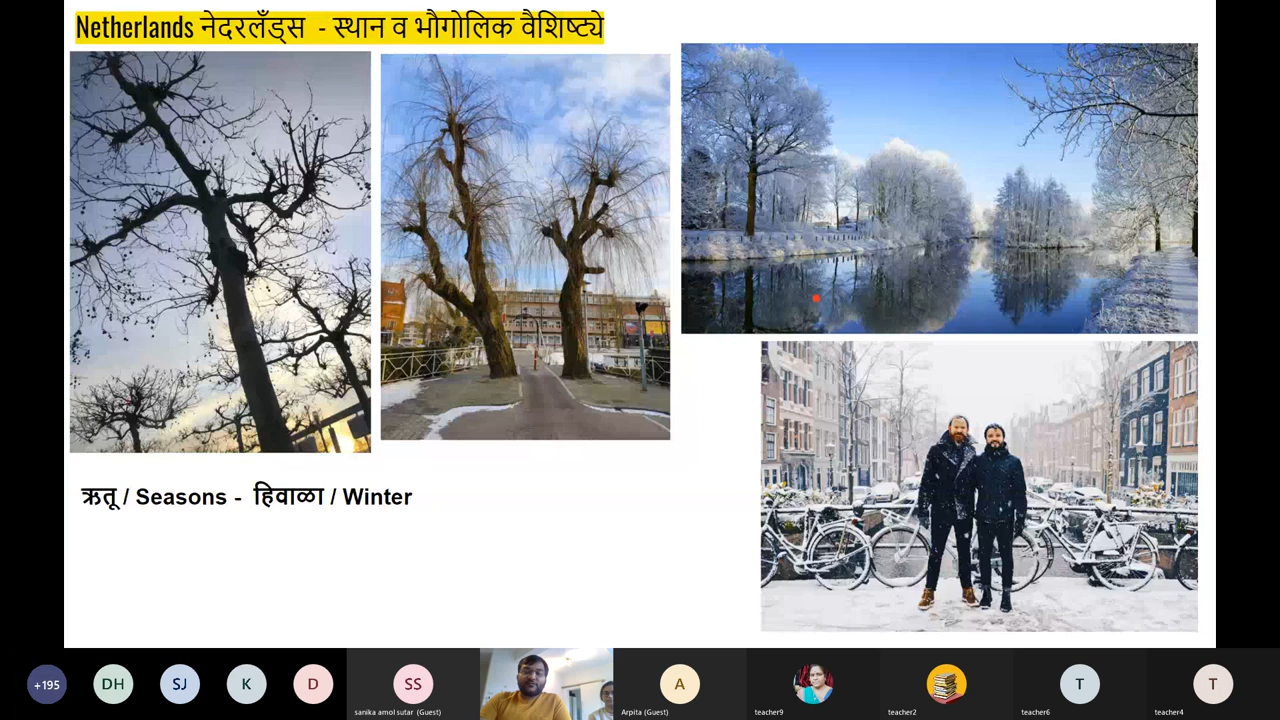 Netherlands नेदरलँड्स - स्थान व भौगोलिक वैशिष्ट्ये
ऋतू / Seasons - हिवाळा / Winter
+195
DH
SJ
K
D
SS
A
T
T
sanika amol sutar (Guest)
Arpita (Guest)
teacher9
teacher2
teacher6
teacher4